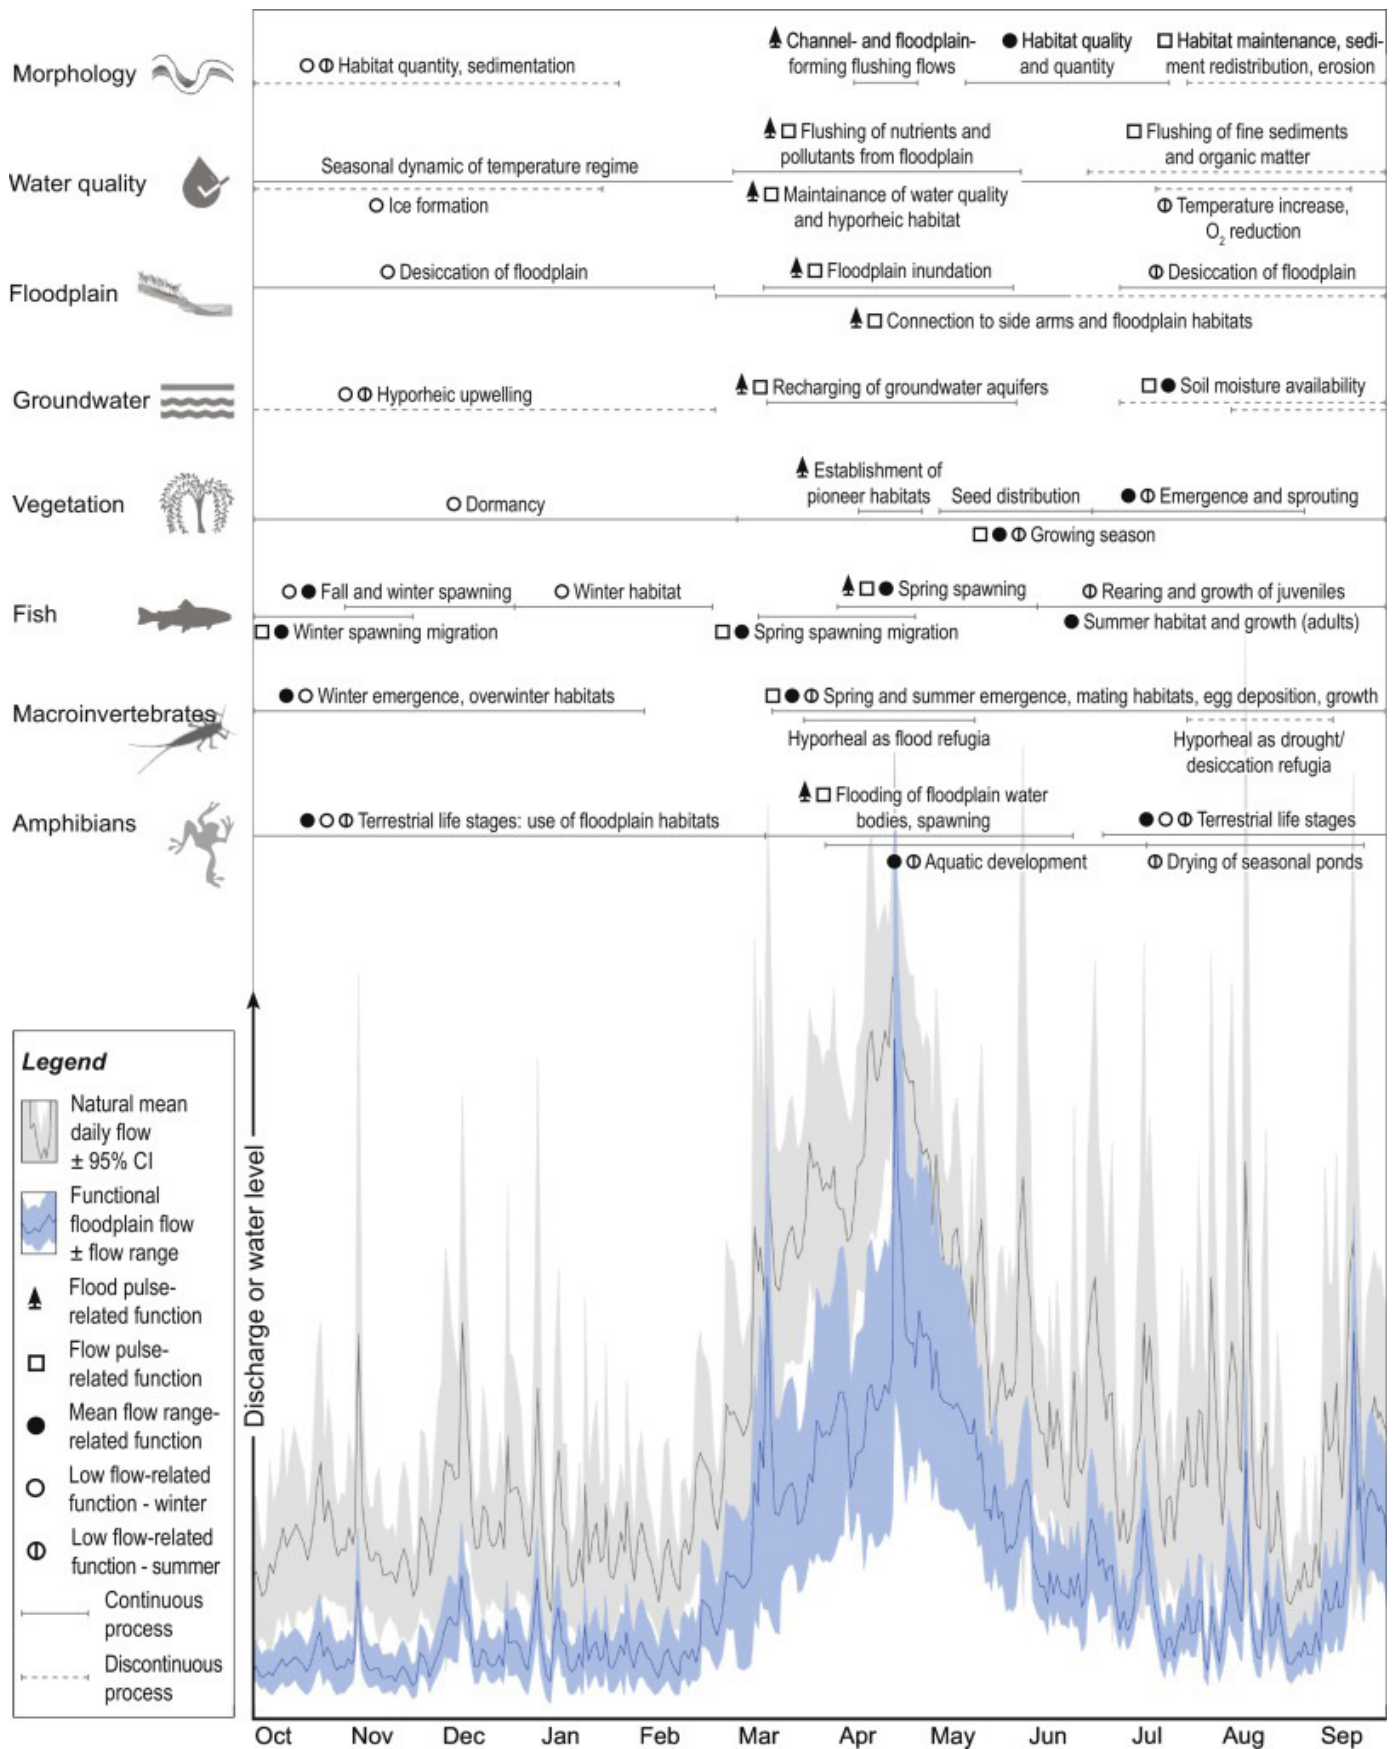 Morphology
Habitat quantity, sedimentation
Channel- and floodplain-
forming flushing flows
Habitat quality
and quantity
Habitat maintenance, sedi-
ment redistribution, erosion
Water quality
Seasonal dynamic of temperature regime
Ice formation
Flushing of nutrients and
pollutants from floodplain
Maintainance of water quality
and hyporheic habitat
Flushing of fine sediments
and organic matter
Temperature increase,
O2 reduction
Floodplain
Desiccation of floodplain
Floodplain inundation
Desiccation of floodplain
Connection to side arms and floodplain habitats
Groundwater
Hyporheic upwelling
Recharging of groundwater aquifers
Soil moisture availability
Vegetation
Dormancy
Establishment of
pioneer habitats
Seed distribution
Emergence and sprouting
Growing season
Fish
Fall and winter spawning
Winter habitat
Spring spawning
Rearing and growth of juveniles
Winter spawning migration
Spring spawning migration
Summer habitat and growth (adults)
Macroinvertebrates
Winter emergence, overwinter habitats
Spring and summer emergence, mating habitats, egg deposition, growth
Hyporheal as flood refugia
Hyporheal as drought/
desiccation refugia
Amphibians
Terrestrial life stages: use of floodplain habitats
Flooding of floodplain water
bodies, spawning
Terrestrial life stages
Aquatic development
Drying of seasonal ponds
Legend
Natural mean
daily flow
± 95% CI
Functional
floodplain flow
± flow range
Flood pulse-
related function
Flow pulse-
related function
Mean flow range-
related function
Low flow-related
function - winter
Low flow-related
function - summer
Continuous
process
Discontinuous
process
Discharge or water level
Oct Nov Dec Jan Feb Mar Apr May Jun Jul Aug Sep